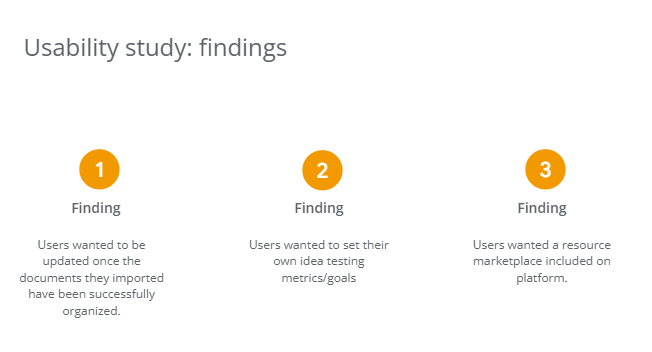 Usability study: findings
1
Finding
Users wanted to be
updated once the
documents they imported
have been successfully
organized.
2
Finding
Users wanted to set their
own idea testing
metrics/goals
3
Finding
Users wanted a resource
marketplace included on
platform.